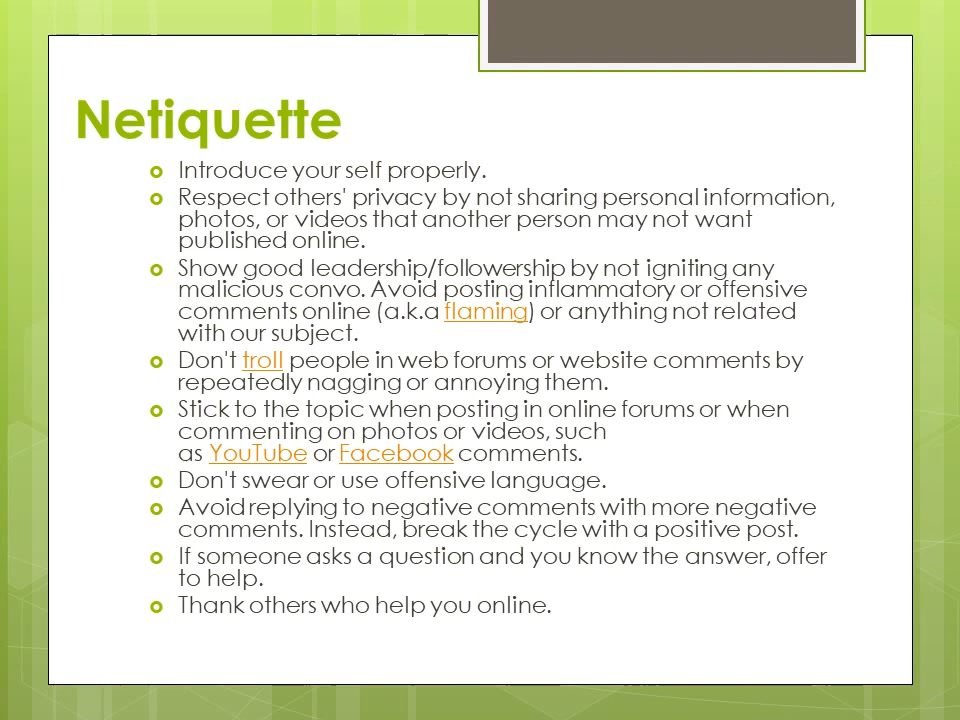 Netiquette
Introduce your self properly.
Respect others' privacy by not sharing personal information,
photos, or videos that another person may not want
published online.
Show good leadership/followership by not igniting any
malicious convo. Avoid posting inflammatory or offensive
comments online (a.k.a flaming) or anything not related
with our subject.
Don't troll people in web forums or website comments by
repeatedly nagging or annoying them.
Stick to the topic when posting in online forums or when
commenting on photos or videos, such
as YouTube or Facebook comments.
Don't swear or use offensive language.
Avoid replying to negative comments with more negative
comments. Instead, break the cycle with a positive post.
If someone asks a question and you know the answer, offer
to help.
Thank others who help you online.